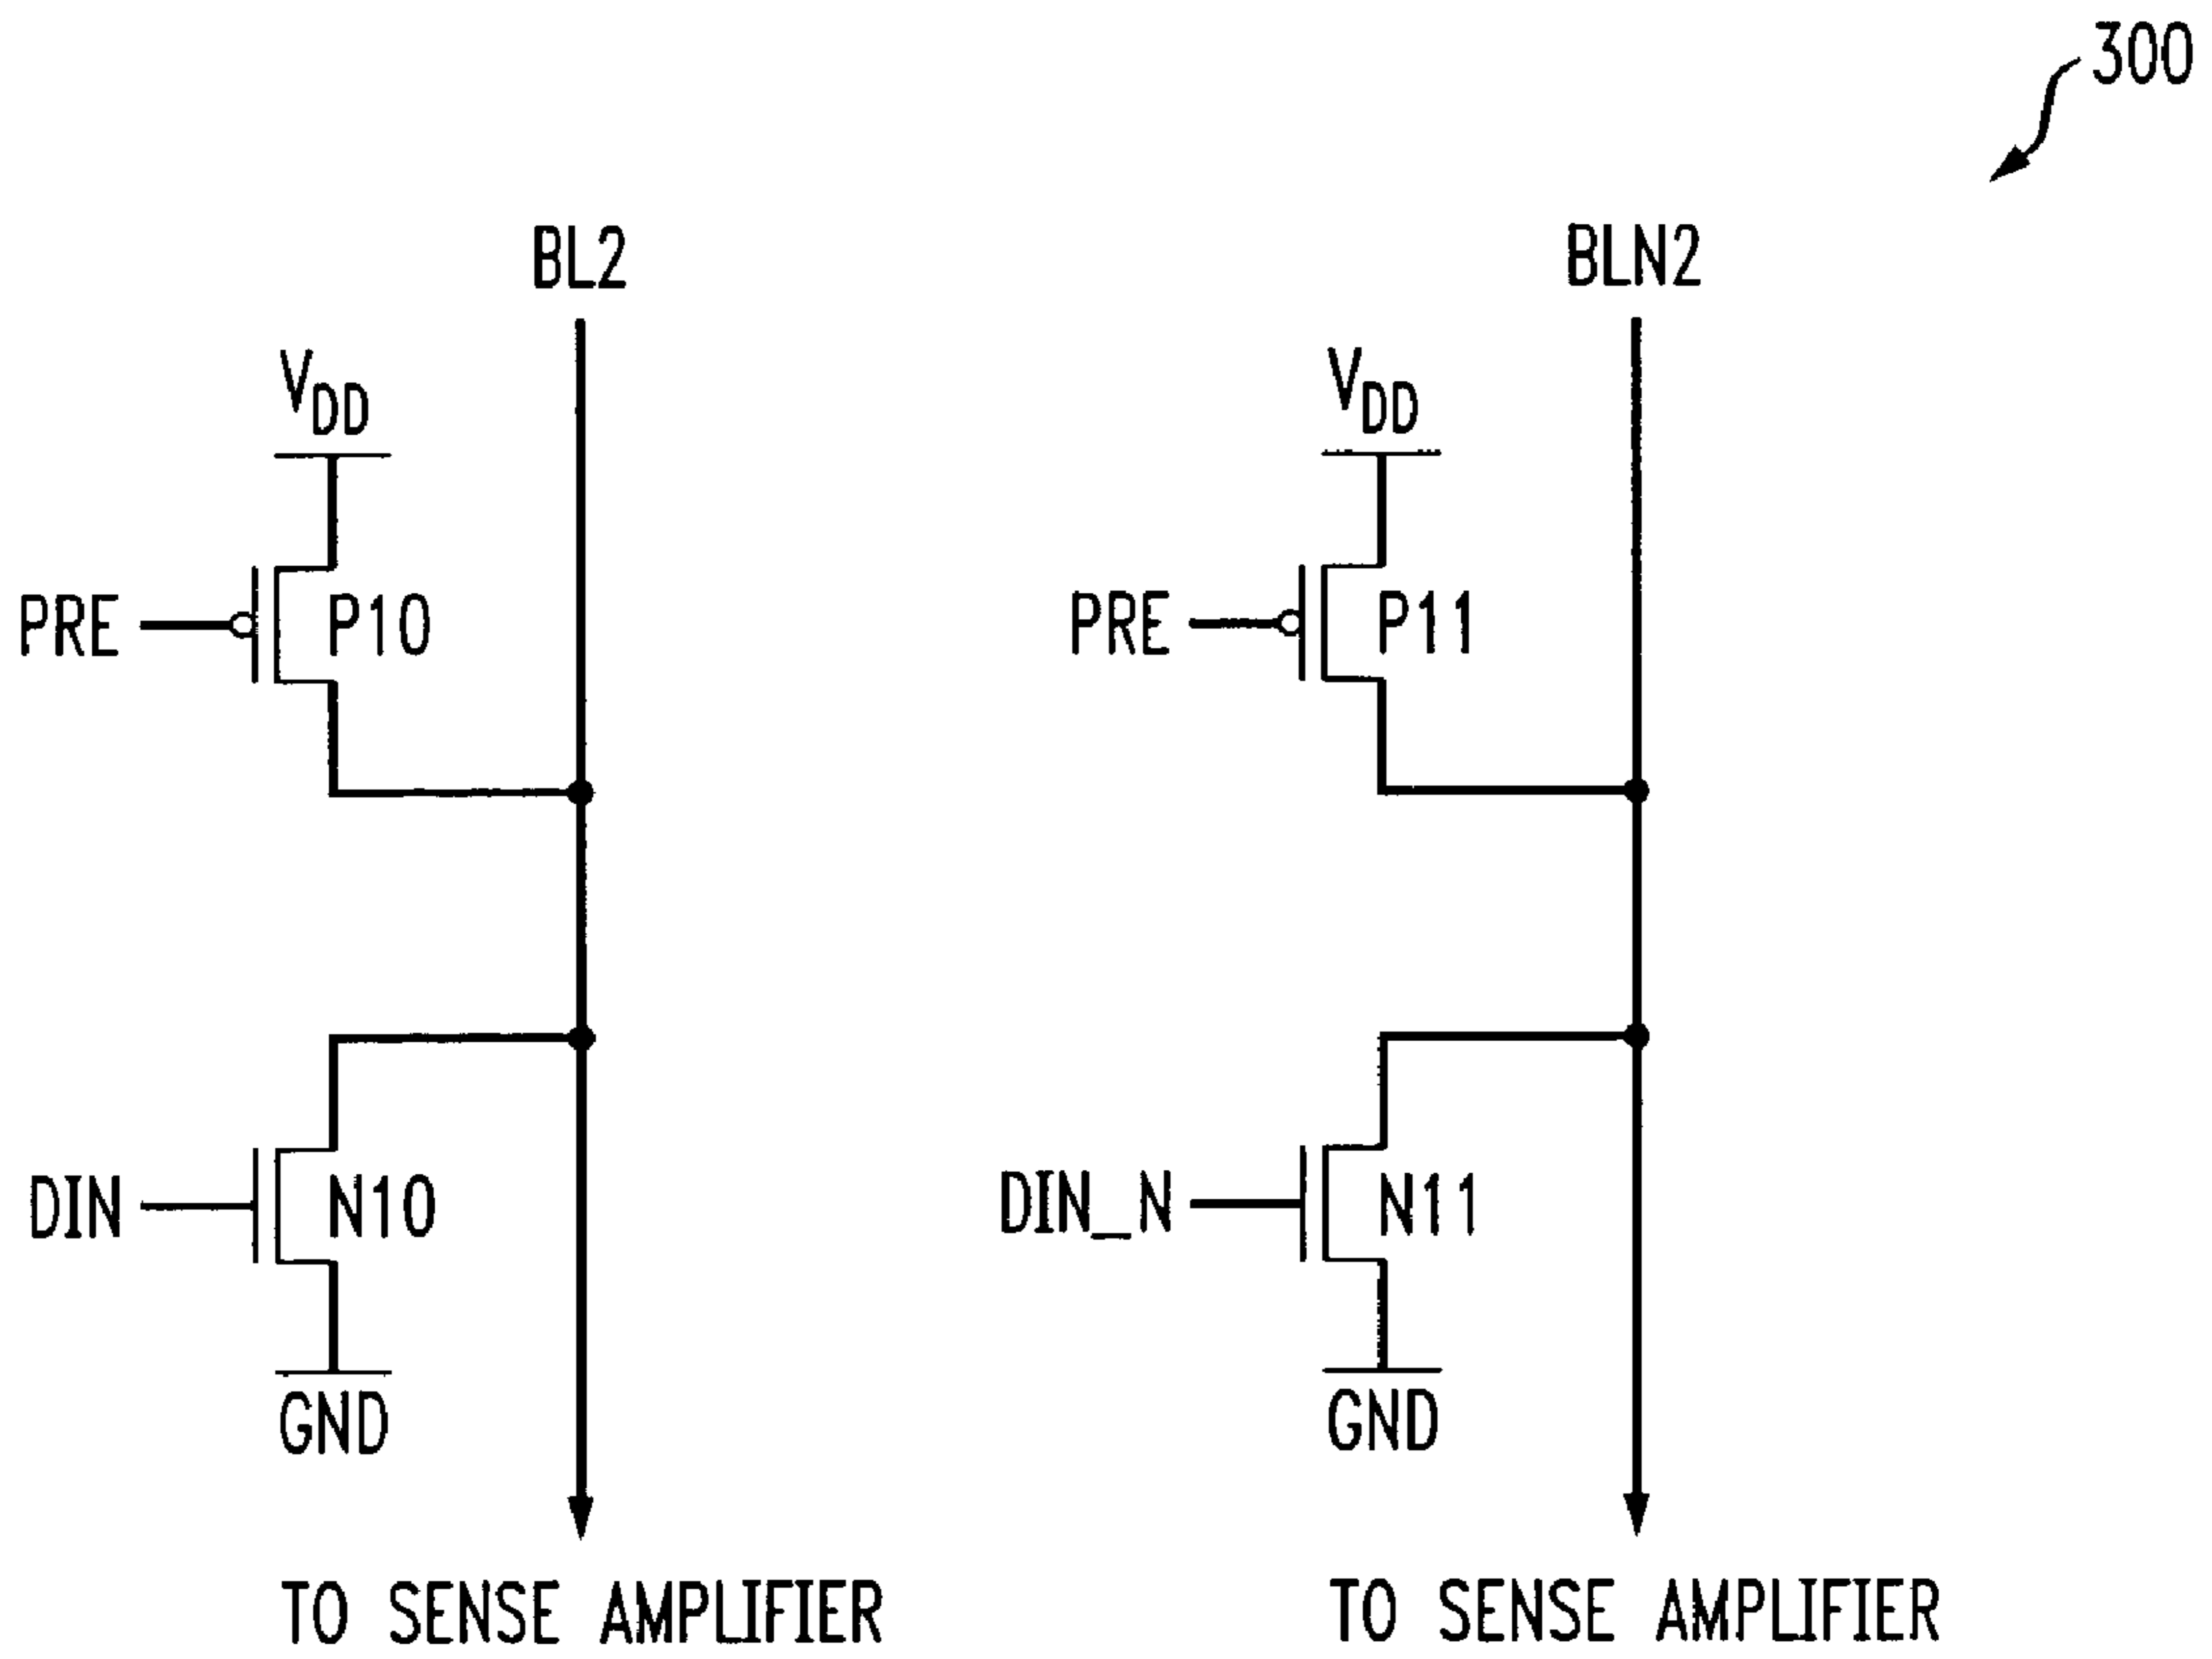 300
BL2
BLN2
VDD
VDD
PRE
P10
PRE
P11
DIN
N10
DIN_N
N11
GND
GND
TO SENSE AMPLIFIER
TO SENSE AMPLIFIER